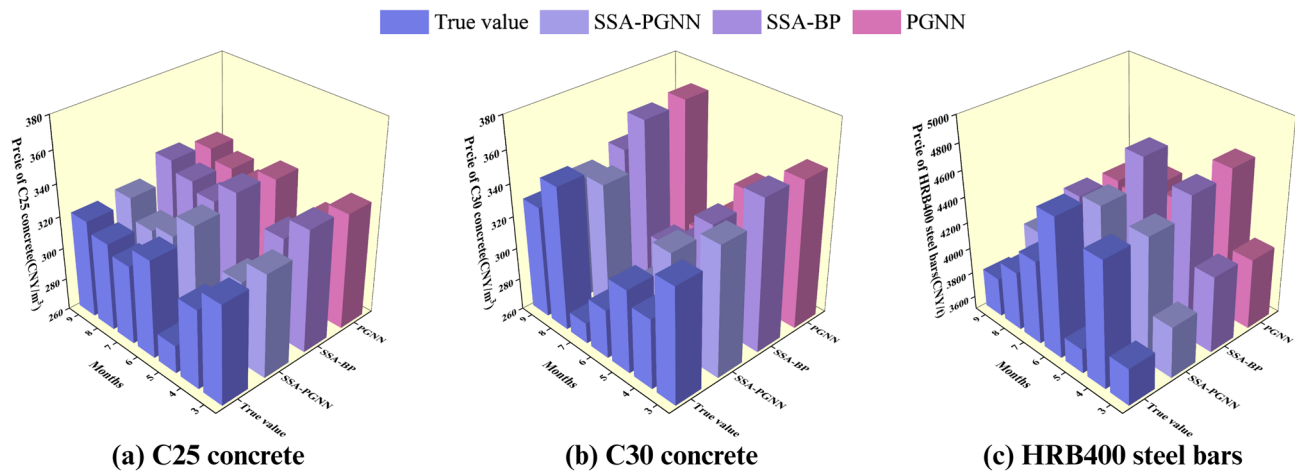 True value SSA-PGNN SSA-BP PGNN
380
360
340
320
300
280
260
Prcie of C25 concrete(CNY/m³
9
8
7
6
5
4
3
Months
True value
SSA-PGNN
SSA-BP
PGNN
(a) C25 concrete
380
360
340
320
300
280
260
Prcie of C30 concrete(CNY/m³
9
8
7
6
5
4
3
Months
True value
SSA-PGNN
SSA-BP
PGNN
(b) C30 concrete
5000
4800
4600
4400
4200
4000
3800
3600
Prcie of HRB400 steel bars(CNY/t)
9
8
7
6
5
4
3
Months
True value
SSA-PGNN
SSA-BP
PGNN
(c) HRB400 steel bars